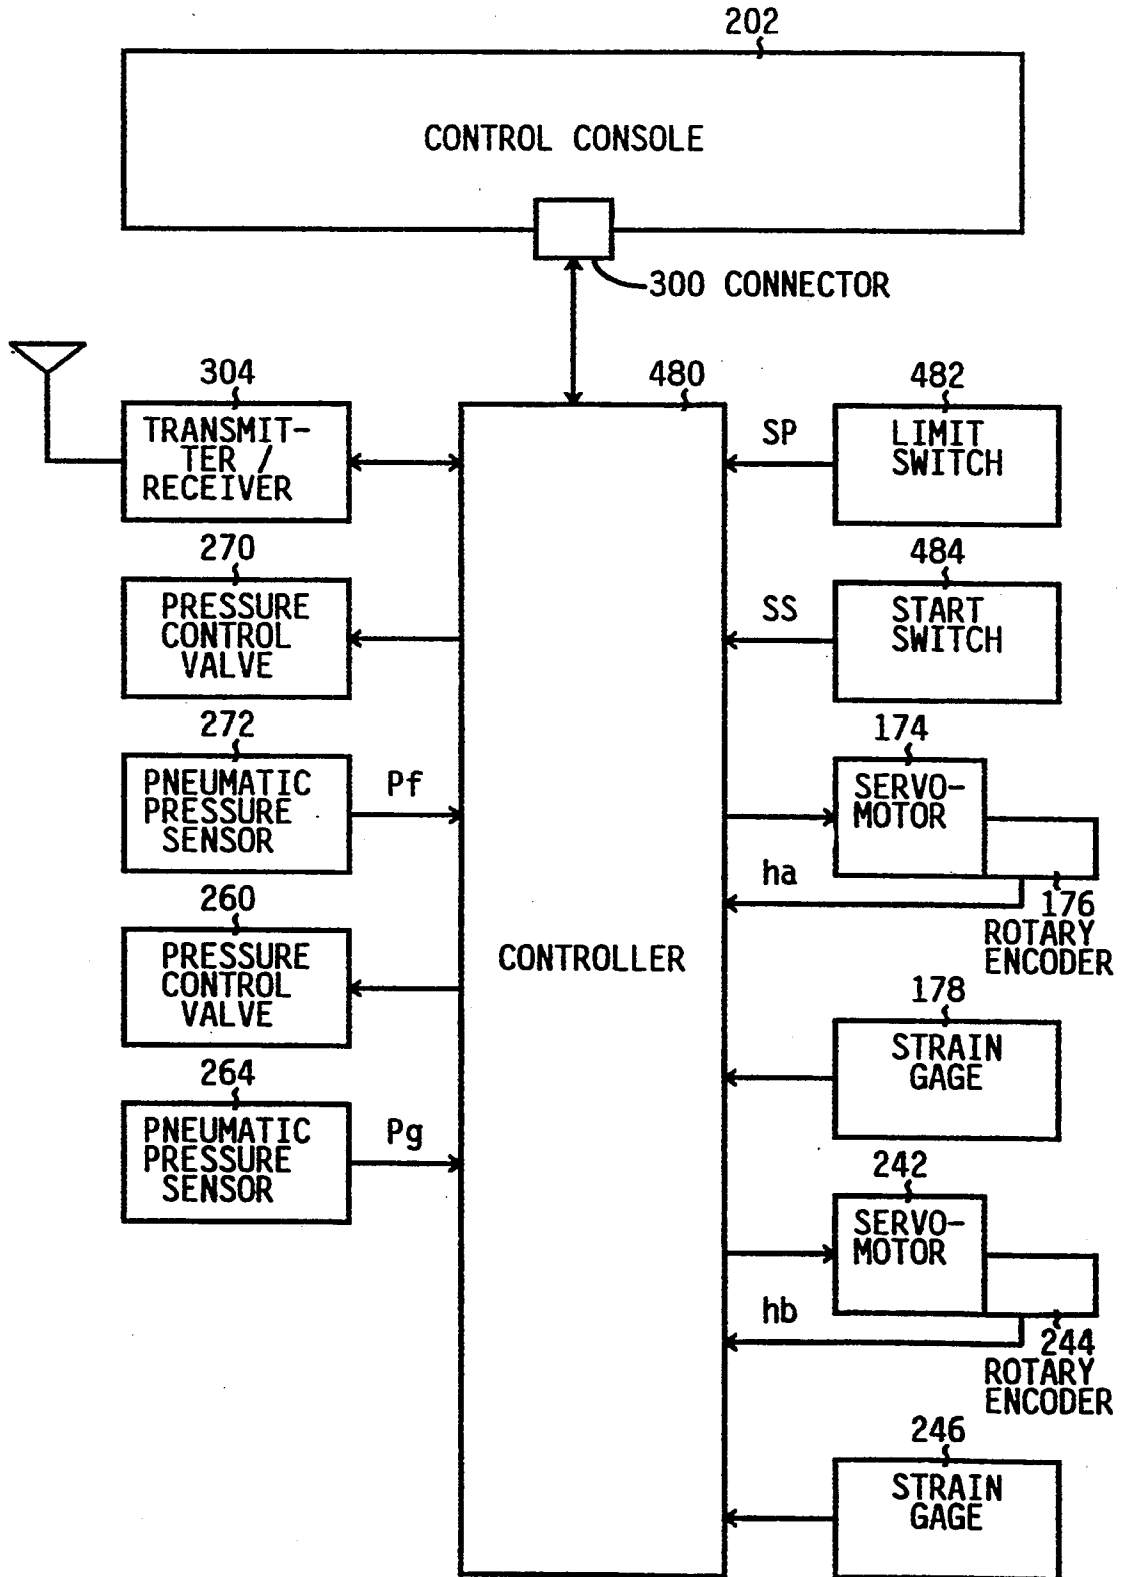 202
CONTROL CONSOLE
300 CONNECTOR
304
TRANSMIT-
TER /
RECEIVER
480
482
LIMIT
SWITCH
SP
270
PRESSURE
CONTROL
VALVE
484
START
SWITCH
SS
272
PNEUMATIC
PRESSURE
SENSOR
Pf
174
SERVO-
MOTOR
ha
176
ROTARY
ENCODER
260
PRESSURE
CONTROL
VALVE
CONTROLLER
178
STRAIN
GAGE
264
PNEUMATIC
PRESSURE
SENSOR
Pg
242
SERVO-
MOTOR
hb
244
ROTARY
ENCODER
246
STRAIN
GAGE